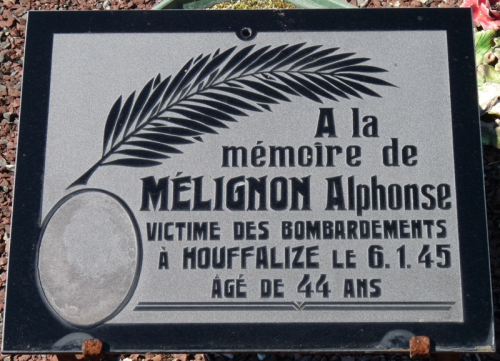 A la
mémoire de
MÉLIGNON Alphonse
VICTIME DES BOMBARDEMENTS
À HOUFFALIZE LE 6.1.45
ÂGÉ DE 44 ANS